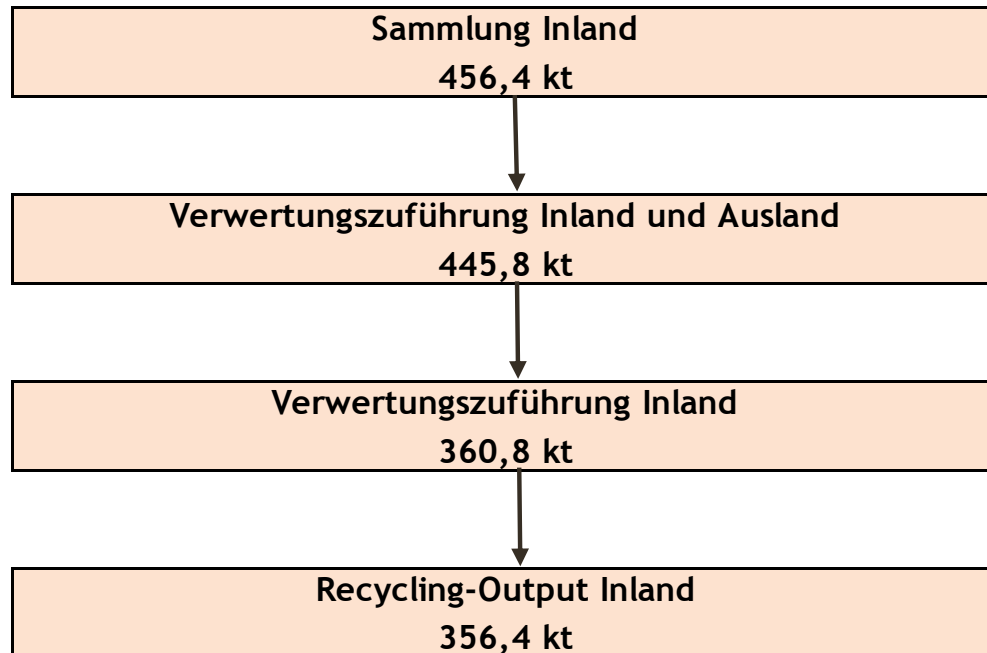 Sammlung Inland
456,4 kt
Verwertungszuführung Inland und Ausland
445,8 kt
Verwertungszuführung Inland
360,8 kt
Recycling-Output Inland
356,4 kt